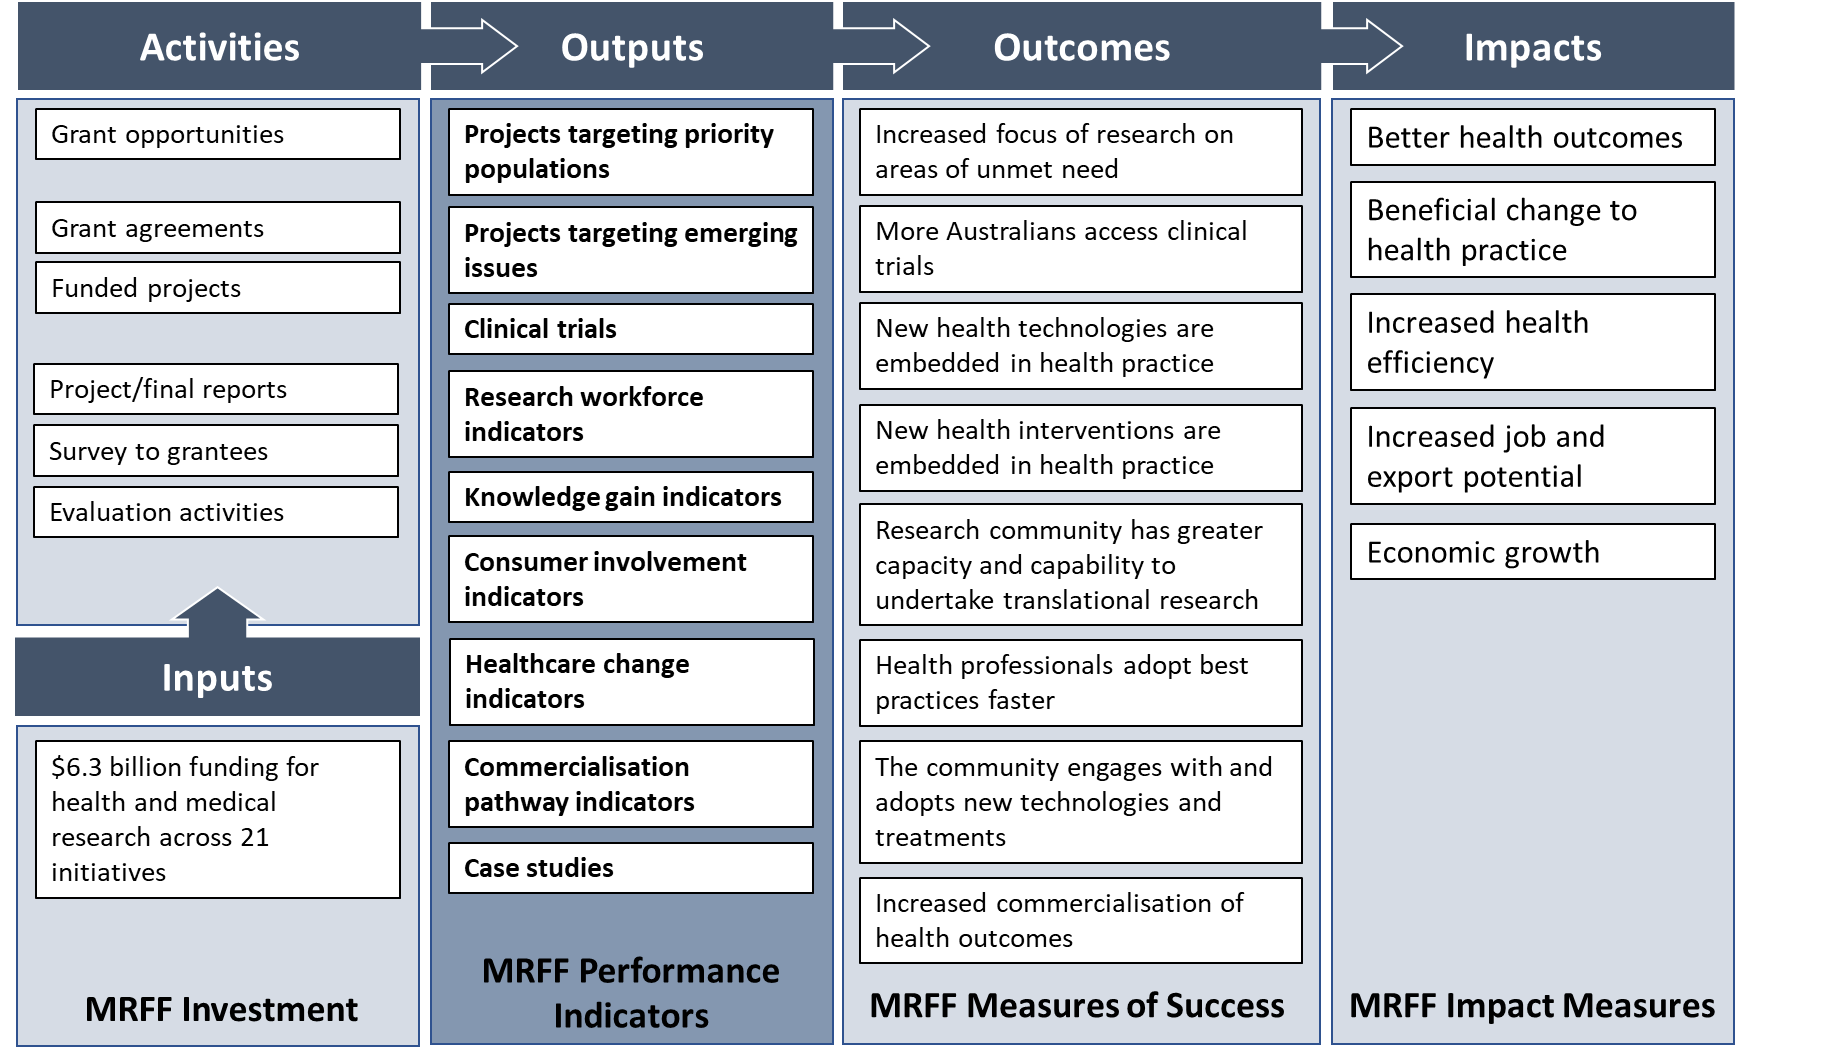 Activities
Grant opportunities
Grant agreements
Funded projects
Project/final reports
Survey to grantees
Evaluation activities
Inputs
$6.3 billion funding for
health and medical
research across 21
initiatives
MRFF Investment
Outputs
Projects targeting priority
populations
Projects targeting emerging
issues
Clinical trials
Research workforce
indicators
Knowledge gain indicators
Consumer involvement
indicators
Healthcare change
indicators
Commercialisation
pathway indicators
Case studies
MRFF Performance
Indicators
Outcomes
Increased focus of research on
areas of unmet need
More Australians access clinical
trials
New health technologies are
embedded in health practice
New health interventions are
embedded in health practice
Research community has greater
capacity and capability to
undertake translational research
Health professionals adopt best
practices faster
The community engages with and
adopts new technologies and
treatments
Increased commercialisation of
health outcomes
MRFF Measures of Success
Impacts
Better health outcomes
Beneficial change to
health practice
Increased health
efficiency
Increased job and
export potential
Economic growth
MRFF Impact Measures